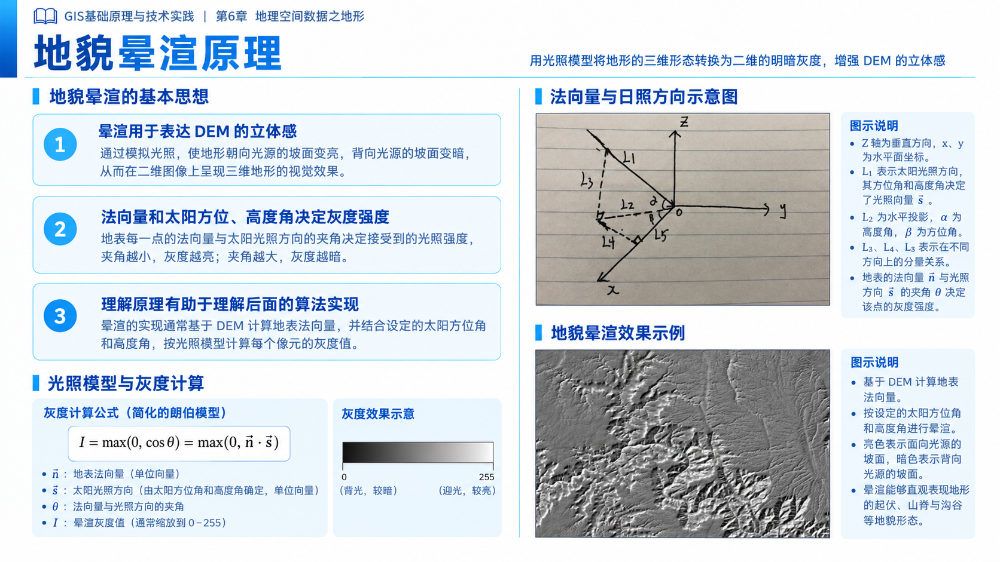 GIS基础原理与技术实践 | 第6章 地理空间数据之地形
地貌晕渲原理
用光照模型将地形的三维形态转换为二维的明暗灰度，增强 DEM 的立体感
地貌晕渲的基本思想
1
晕渲用于表达 DEM 的立体感
通过模拟光照，使地形朝向光源的坡面变亮，背向光源的坡面变暗，
从而在二维图像上呈现三维地形的视觉效果。
2
法向量和太阳方位、高度角决定灰度强度
地表每一点的法向量与太阳光照方向的夹角决定接受到的光照强度，
夹角越小，灰度越亮；夹角越大，灰度越暗。
3
理解原理有助于理解后面的算法实现
晕渲的实现通常基于 DEM 计算地表法向量，并结合设定的太阳方位角
和高度角，按光照模型计算每个像元的灰度值。
光照模型与灰度计算
灰度计算公式（简化的朗伯模型）
I = max(0, cos θ) = max(0, n⃗ · s⃗)
• n⃗ ：地表法向量（单位向量）
• s⃗ ：太阳光照方向（由太阳方位角和高度角确定，单位向量）
• θ ：法向量与光照方向的夹角
• I ：晕渲灰度值（通常缩放到 0–255）
灰度效果示意
0 255
（背光，较暗） （迎光，较亮）
法向量与日照方向示意图
Z
L1
L3
L2
α
β
O
y
L4
L5
x
图示说明
• Z 轴为垂直方向，x、y
为水平面坐标。
• L₁ 表示太阳光照方向，
其方位角和高度角决定
了光照向量 s⃗ 。
• L₂ 为水平投影，α 为
高度角，β 为方位角。
• L₃、L₄、L₃ 表示在不同
方向上的分量关系。
• 地表的法向量 n⃗ 与光照
方向 s⃗ 的夹角 θ 决定
该点的灰度强度。
地貌晕渲效果示例
图示说明
• 基于 DEM 计算地表
法向量。
• 按设定的太阳方位角
和高度角进行晕渲。
• 亮色表示面向光源的
坡面，暗色表示背向
光源的坡面。
• 晕渲能够直观表现地形
的起伏、山脊与沟谷
等地貌形态。